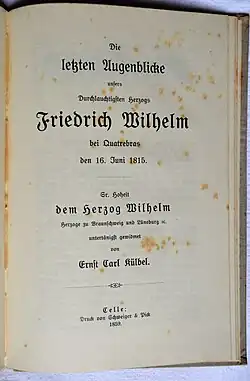 Die
letzten Augenblicke
unsers
Durchlauchtigsten Herzogs
Friedrich Wilhelm
bei Quatrebras
den 16. Juni 1815.
Sr. Hoheit
dem Herzog Wilhelm
Herzoge zu Braunschweig und Lüneburg ꝛc.
unterthänigst gewidmet
von
Ernst Carl Külbel.
Celle:
Druck von Schweiger & Pick
1859.